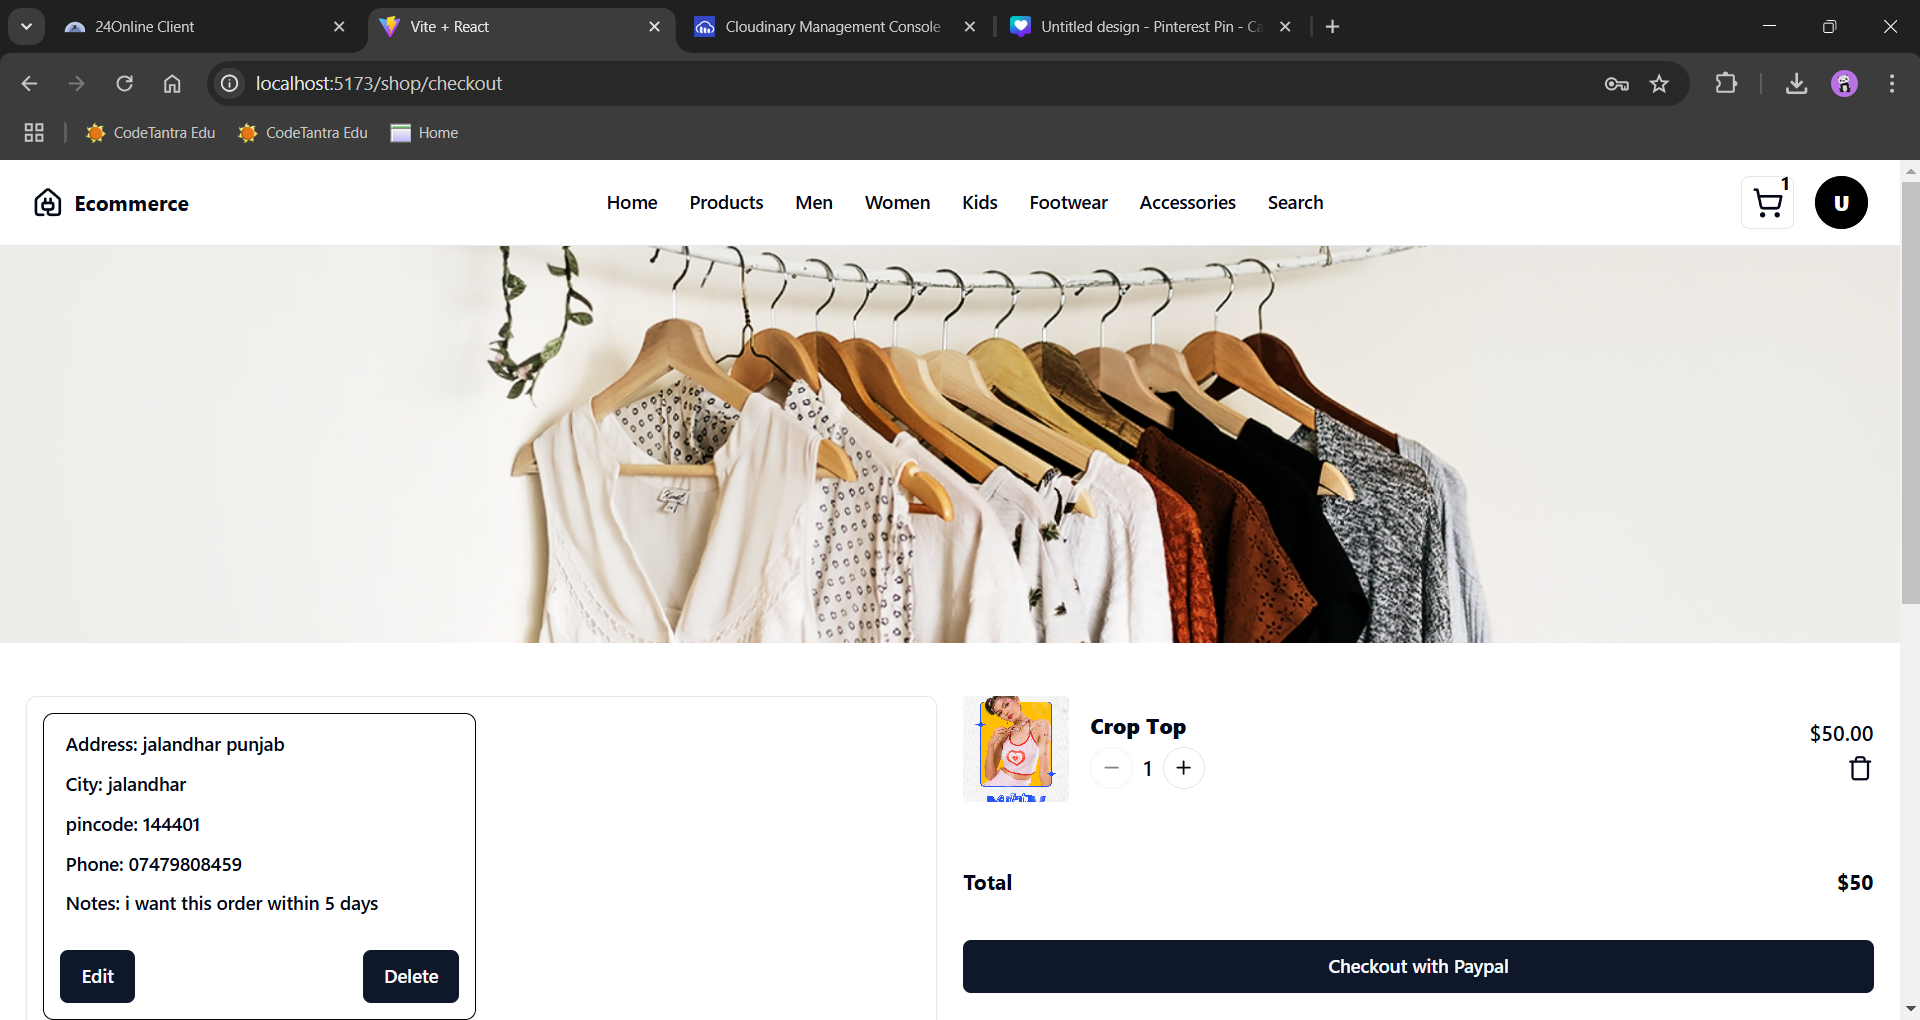 24Online Client
Vite + React
Cloudinary Management Console
Untitled design - Pinterest Pin - Ca
localhost:5173/shop/checkout
CodeTantra Edu
CodeTantra Edu
Home
Ecommerce
Home
Products
Men
Women
Kids
Footwear
Accessories
Search
1
U
Address: jalandhar punjab
City: jalandhar
pincode: 144401
Phone: 07479808459
Notes: i want this order within 5 days
Edit
Delete
Crop Top
1
$50.00
Total
$50
Checkout with Paypal